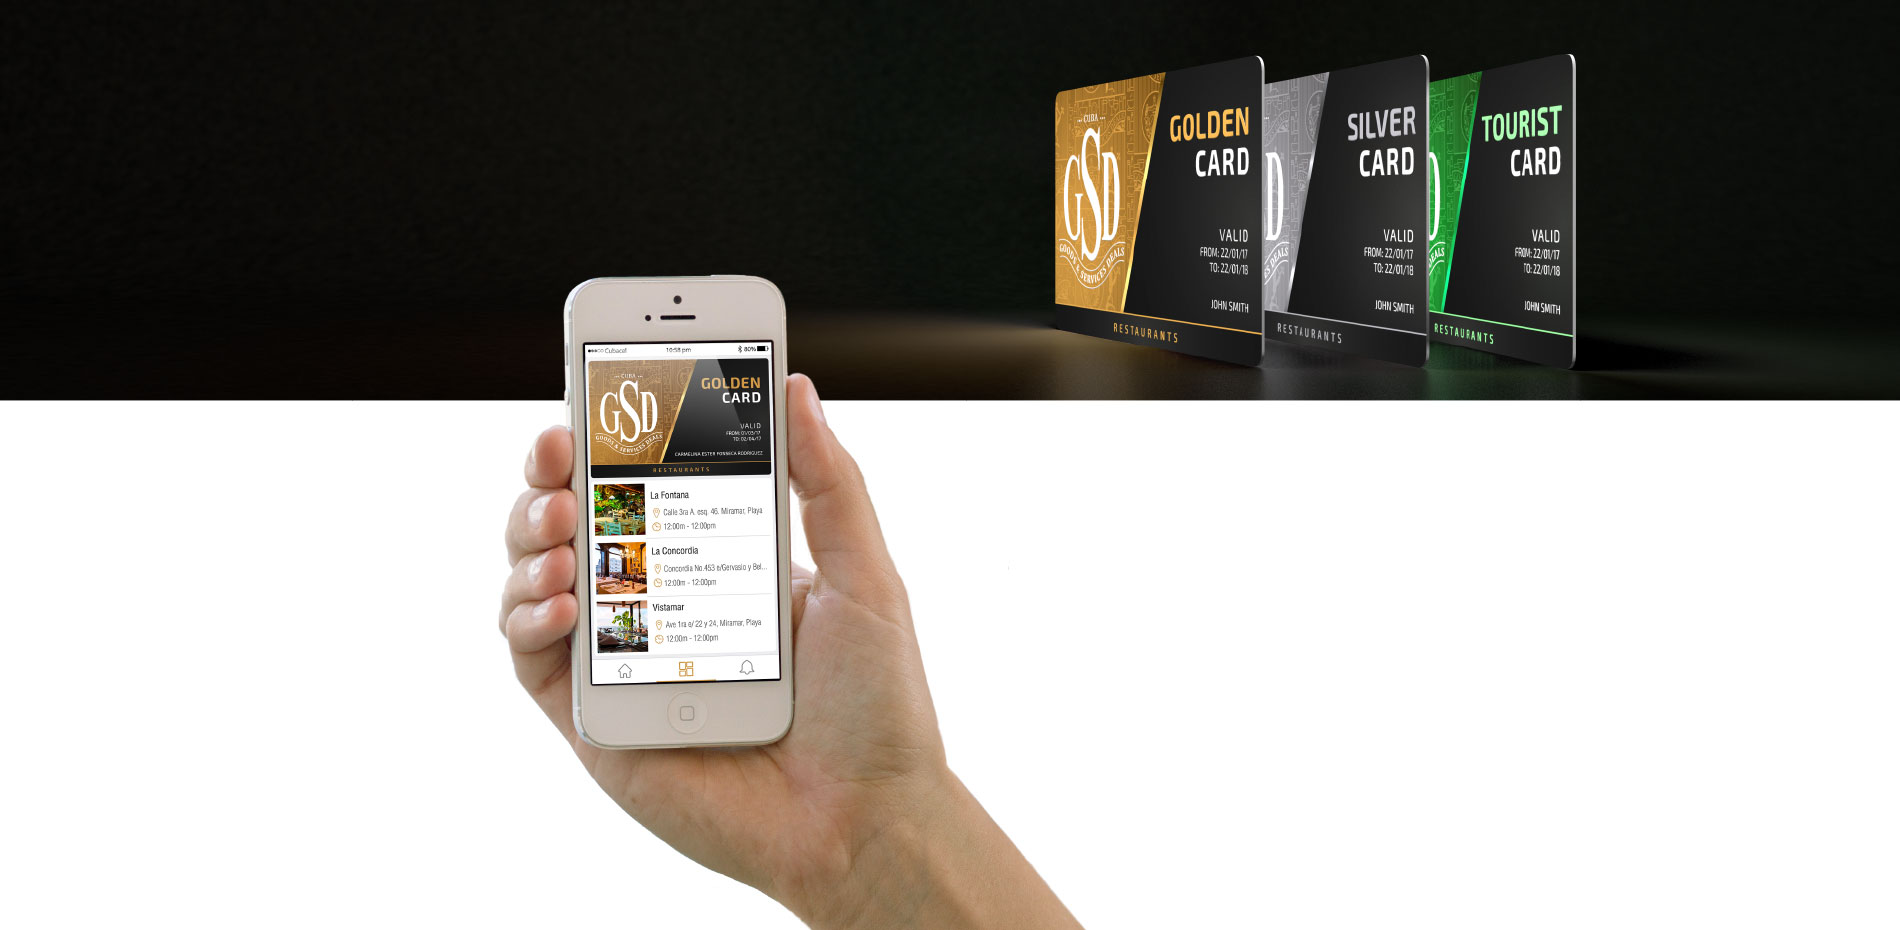 CUBA
GSD
GOODS & SERVICES DEALS
GOLDEN
CARD
VALID
FROM: 22/01/17
TO: 22/01/18
JOHN SMITH
RESTAURANTS
D
SILVER
CARD
VALID
FROM: 22/01/17
TO: 22/01/18
JOHN SMITH
RESTAURANTS
TOURIST
CARD
VALID
FROM: 22/01/17
TO: 22/01/18
JOHN SMITH
RESTAURANTS
Cubacel 10:58 pm 80%
CUBA
GSD
GOODS & SERVICES DEALS
GOLDEN
CARD
VALID
FROM: 01/03/17
TO: 02/04/17
CARMELINA ESTER FONSECA RODRIGUEZ
RESTAURANTS
La Fontana
Calle 3ra A. esq. 46. Miramar, Playa
12:00m - 12:00pm
La Concordia
Concordia No.453 e/Gervasio y Bel...
12:00m - 12:00pm
Vistamar
Ave 1ra e/ 22 y 24, Miramar, Playa
12:00m - 12:00pm